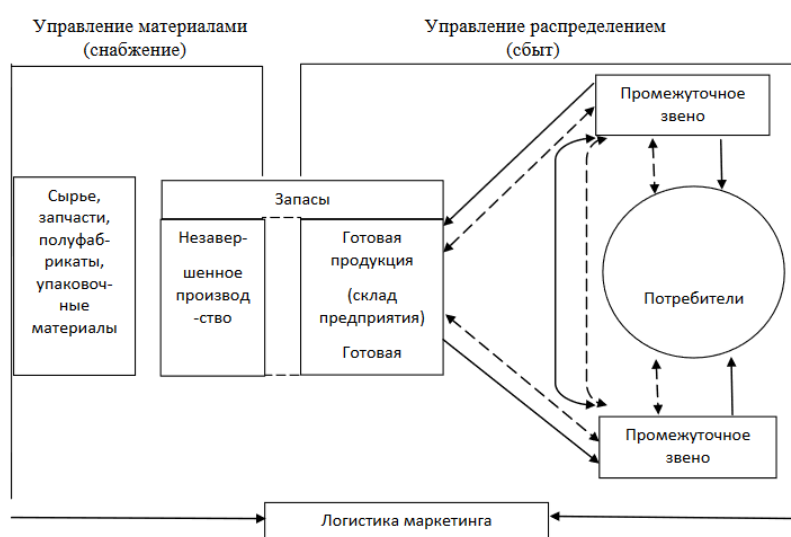 Управление материалами
(снабжение)
Управление распределением
(сбыт)
Промежуточное
звено
Запасы
Сырье,
запчасти,
полуфаб-
рикаты,
упаковоч-
ные
материалы
Незавер-
шенное
производ
-ство
Готовая
продукция
(склад
предприятия)
Готовая
Потребители
Промежуточное
звено
Логистика маркетинга